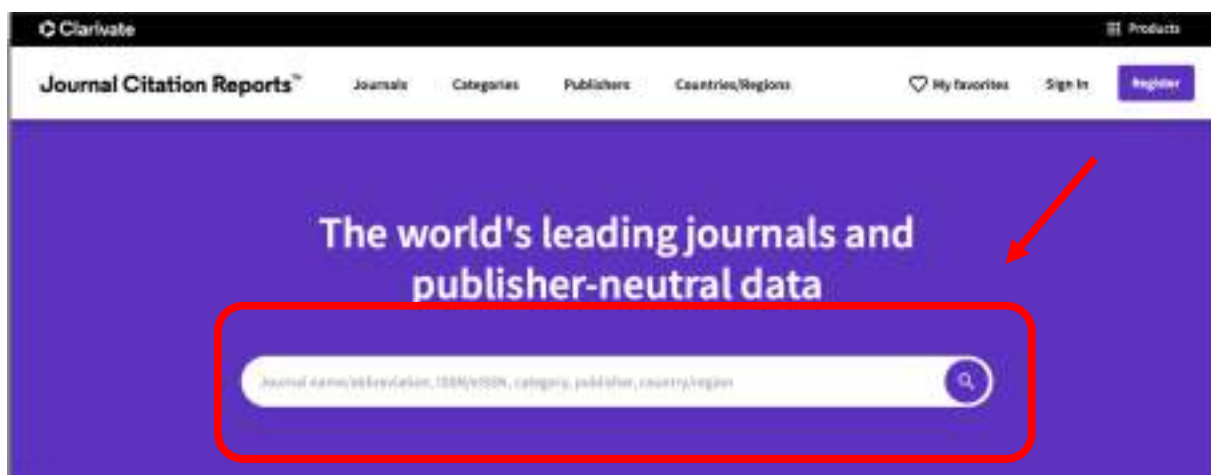 Clarivate
Products
Journal Citation Reports™
Journals
Categories
Publishers
Countries/Regions
My favorites
Sign In
Register
The world's leading journals and
publisher-neutral data
Journal name/abbreviation, ISSN/eISSN, category, publisher, country/region